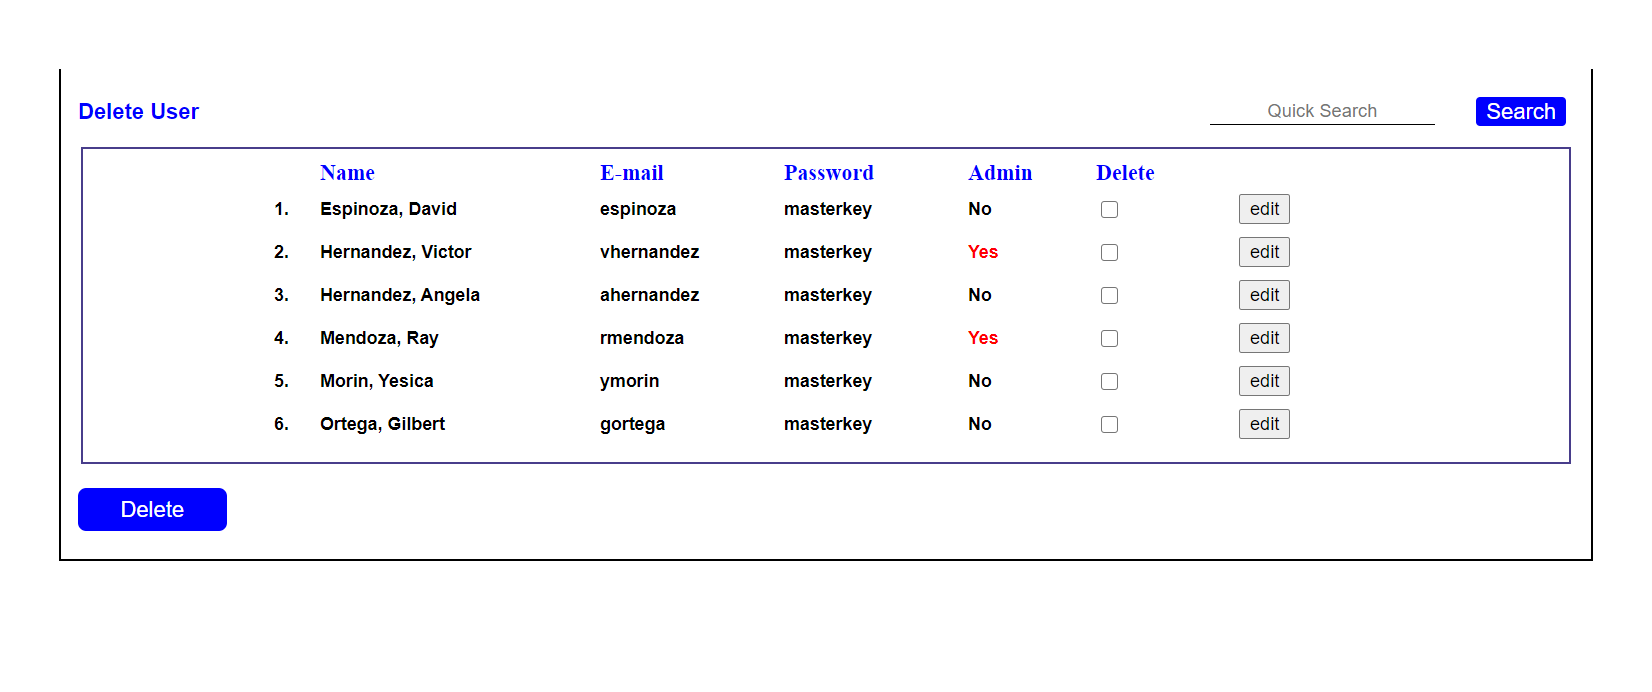 Delete User Quick Search Search
Name E-mail Password Admin Delete
1. Espinoza, David espinoza masterkey No edit
2. Hernandez, Victor vhernandez masterkey Yes edit
3. Hernandez, Angela ahernandez masterkey No edit
4. Mendoza, Ray rmendoza masterkey Yes edit
5. Morin, Yesica ymorin masterkey No edit
6. Ortega, Gilbert gortega masterkey No edit
Delete